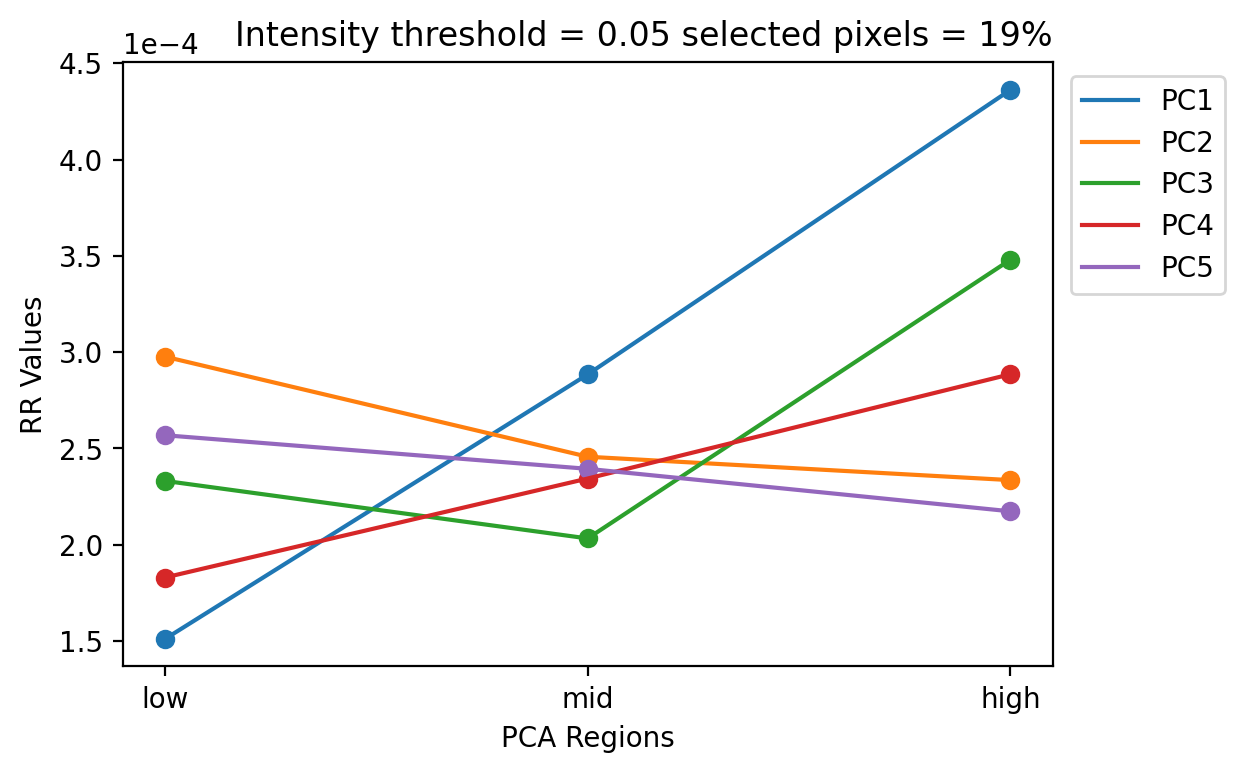 Intensity threshold = 0.05 selected pixels = 19%
1e−4
4.5
4.0
3.5
3.0
2.5
2.0
1.5
RR Values
low
mid
high
PCA Regions
PC1
PC2
PC3
PC4
PC5